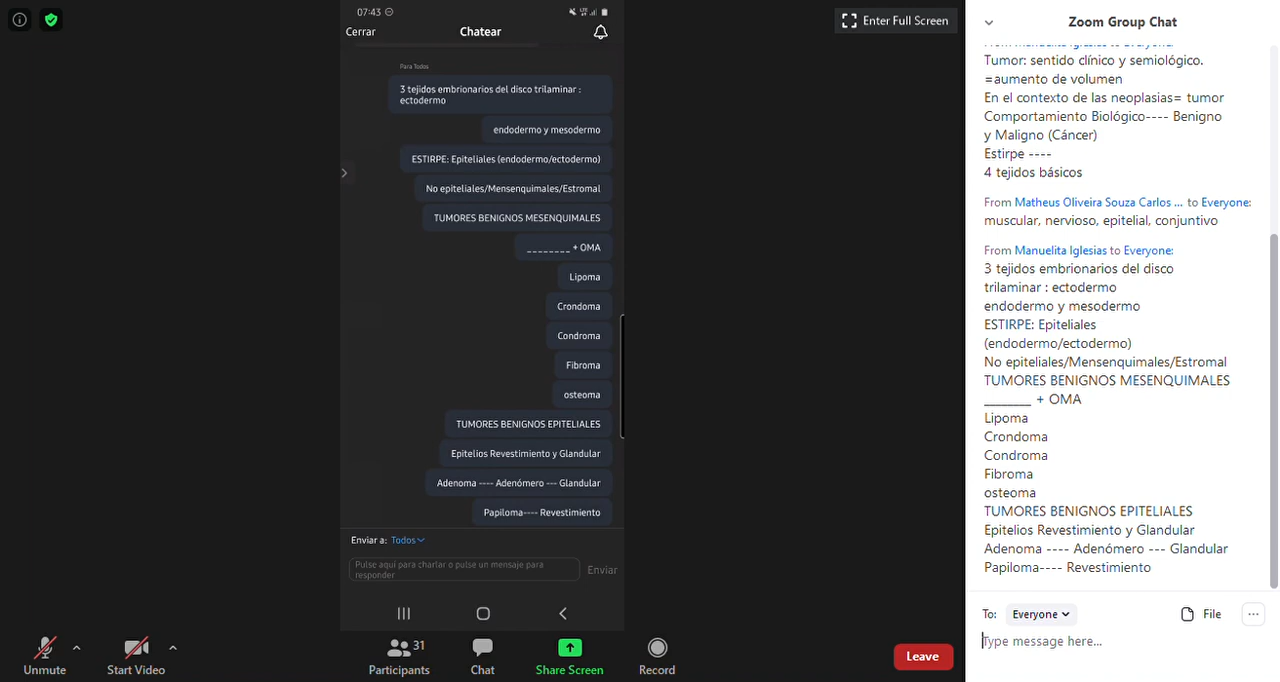 07:43
Enter Full Screen
Cerrar
Chatear
Para Todos
3 tejidos embrionarios del disco trilaminar :
ectodermo
endodermo y mesodermo
ESTIRPE: Epiteliales (endodermo/ectodermo)
No epiteliales/Mensenquimales/Estromal
TUMORES BENIGNOS MESENQUIMALES
________ + OMA
Lipoma
Crondoma
Condroma
Fibroma
osteoma
TUMORES BENIGNOS EPITELIALES
Epitelios Revestimiento y Glandular
Adenoma ---- Adenómero --- Glandular
Papiloma---- Revestimiento
Enviar a: Todos
Pulse aquí para charlar o pulse un mensaje para
responder
Enviar
Unmute
Start Video
31
Participants
Chat
Share Screen
Record
Leave
Zoom Group Chat
From Manuelita Iglesias to Everyone:
Tumor: sentido clínico y semiológico.
=aumento de volumen
En el contexto de las neoplasias= tumor
Comportamiento Biológico---- Benigno
y Maligno (Cáncer)
Estirpe ----
4 tejidos básicos
From Matheus Oliveira Souza Carlos ... to Everyone:
muscular, nervioso, epitelial, conjuntivo
From Manuelita Iglesias to Everyone:
3 tejidos embrionarios del disco
trilaminar : ectodermo
endodermo y mesodermo
ESTIRPE: Epiteliales
(endodermo/ectodermo)
No epiteliales/Mensenquimales/Estromal
TUMORES BENIGNOS MESENQUIMALES
________ + OMA
Lipoma
Crondoma
Condroma
Fibroma
osteoma
TUMORES BENIGNOS EPITELIALES
Epitelios Revestimiento y Glandular
Adenoma ---- Adenómero --- Glandular
Papiloma---- Revestimiento
To: Everyone
File
Type message here...